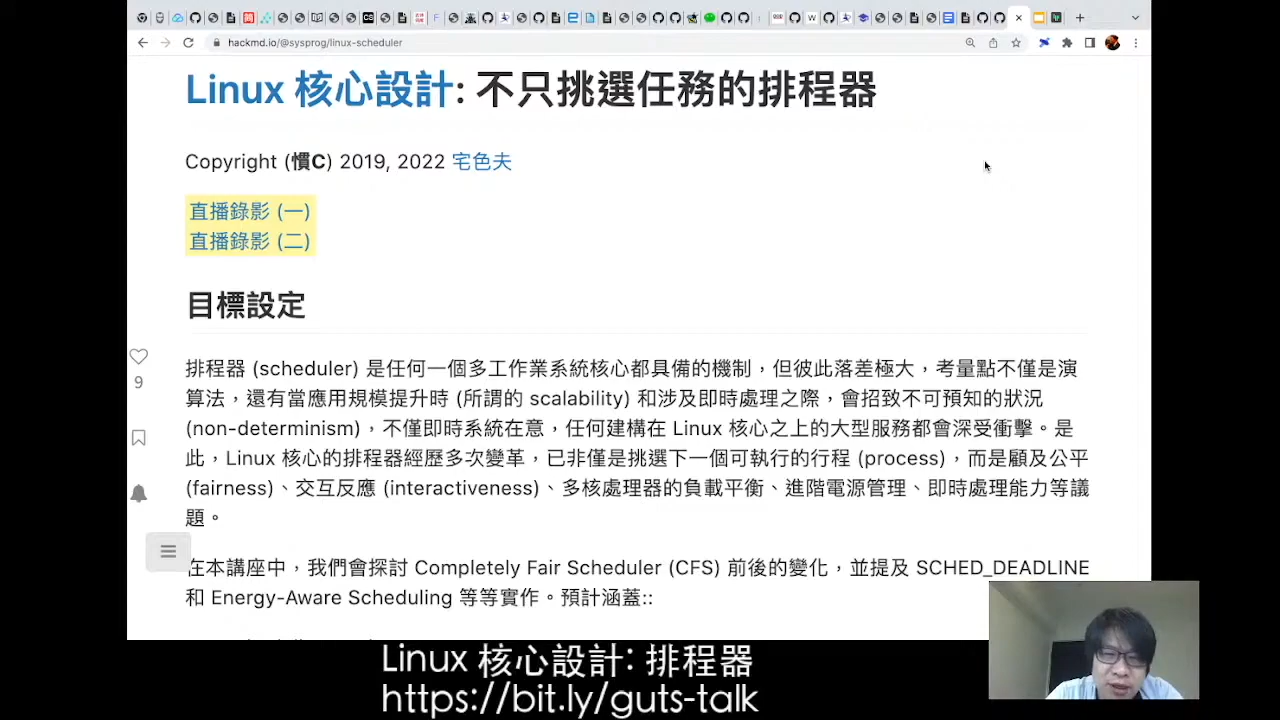 hackmd.io/@sysprog/linux-scheduler
Linux 核心設計: 不只挑選任務的排程器
Copyright (慣C) 2019, 2022 宅色夫
直播錄影 (一)
直播錄影 (二)
目標設定
9
排程器 (scheduler) 是任何一個多工作業系統核心都具備的機制，但彼此落差極大，考量點不僅是演
算法，還有當應用規模提升時 (所謂的 scalability) 和涉及即時處理之際，會招致不可預知的狀況
(non-determinism)，不僅即時系統在意，任何建構在 Linux 核心之上的大型服務都會深受衝擊。是
此，Linux 核心的排程器經歷多次變革，已非僅是挑選下一個可執行的行程 (process)，而是顧及公平
(fairness)、交互反應 (interactiveness)、多核處理器的負載平衡、進階電源管理、即時處理能力等議
題。
在本講座中，我們會探討 Completely Fair Scheduler (CFS) 前後的變化，並提及 SCHED_DEADLINE
和 Energy-Aware Scheduling 等等實作。預計涵蓋::
Linux 核心設計: 排程器
https://bit.ly/guts-talk